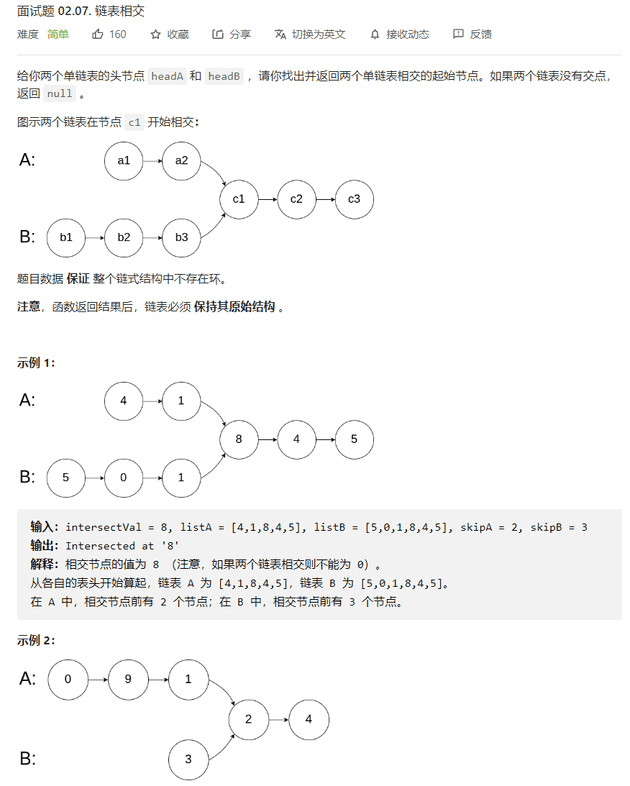 面试题 02.07. 链表相交
难度 简单 160 收藏 分享 切换为英文 接收动态 反馈
给你两个单链表的头节点 headA 和 headB ，请你找出并返回两个单链表相交的起始节点。如果两个链表没有交点，
返回 null 。
图示两个链表在节点 c1 开始相交：
A: a1 a2
c1 c2 c3
B: b1 b2 b3
题目数据 保证 整个链式结构中不存在环。
注意，函数返回结果后，链表必须 保持其原始结构 。
示例 1：
A: 4 1
8 4 5
B: 5 0 1
输入：intersectVal = 8, listA = [4,1,8,4,5], listB = [5,0,1,8,4,5], skipA = 2, skipB = 3
输出：Intersected at '8'
解释：相交节点的值为 8 （注意，如果两个链表相交则不能为 0）。
从各自的表头开始算起，链表 A 为 [4,1,8,4,5]，链表 B 为 [5,0,1,8,4,5]。
在 A 中，相交节点前有 2 个节点；在 B 中，相交节点前有 3 个节点。
示例 2：
A: 0 9 1
2 4
B: 3